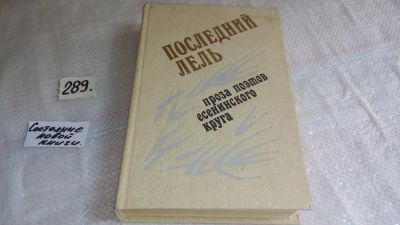 289.
Состояние
новой
книги.
ПОСЛЕДНИЙ
ЛЕЛЬ
проза поэтов
есенинского
круга